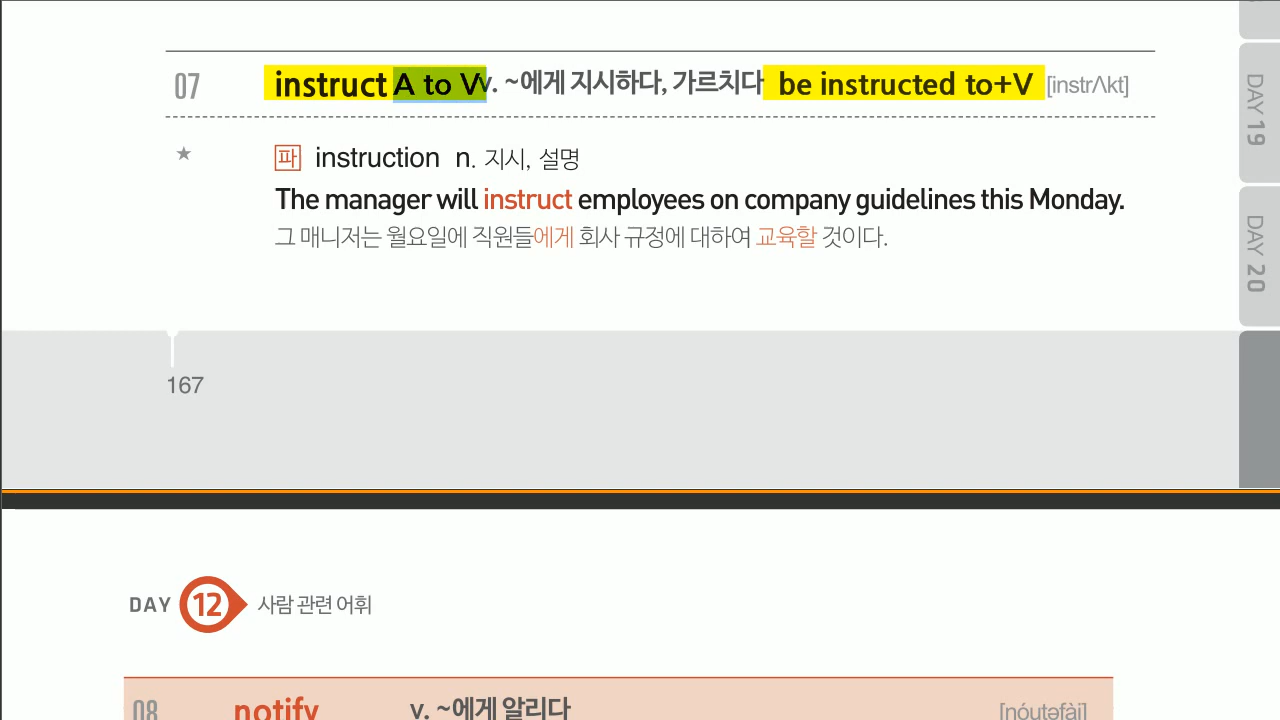 07 instruct A to V v. ~에게 지시하다, 가르치다 be instructed to+V [instrʌkt]
★ 파 instruction n. 지시, 설명
The manager will instruct employees on company guidelines this Monday.
그 매니저는 월요일에 직원들에게 회사 규정에 대하여 교육할 것이다.
DAY 19
DAY 20
167
DAY 12 사람 관련 어휘
08 notify v. ~에게 알리다 [nóutəfài]